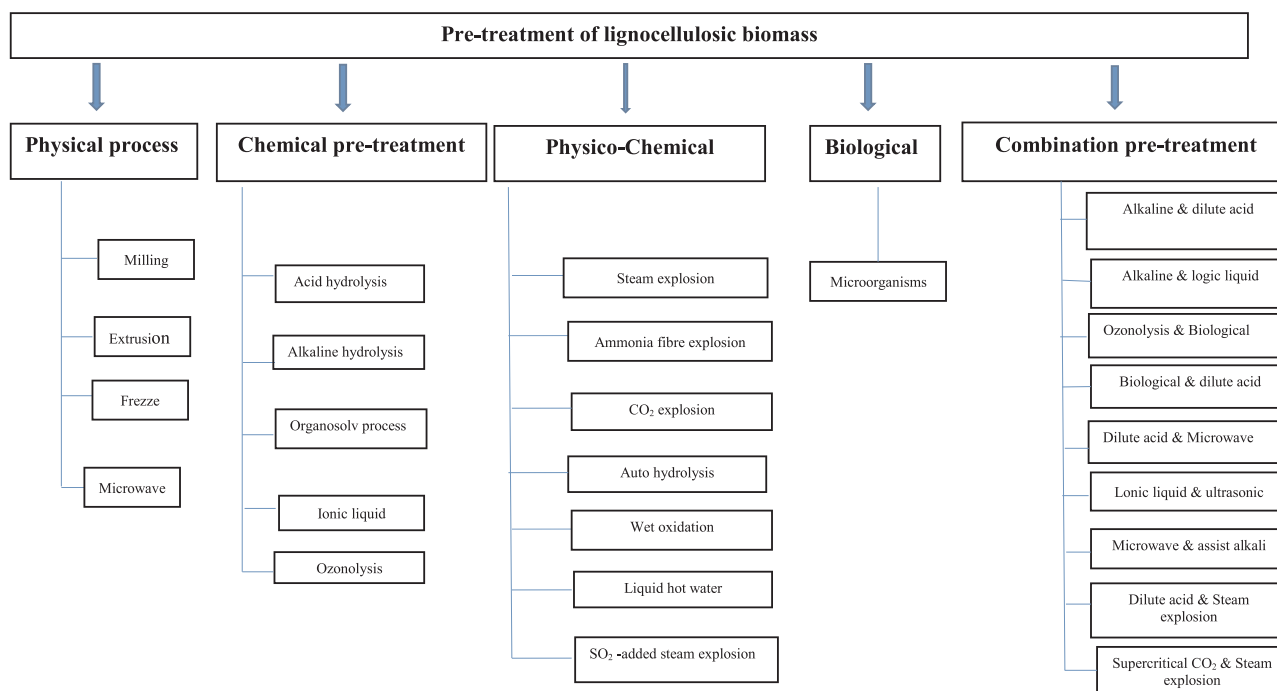 Pre-treatment of lignocellulosic biomass
Physical process
Milling
Extrusion
Frezze
Microwave
Chemical pre-treatment
Acid hydrolysis
Alkaline hydrolysis
Organosolv process
Ionic liquid
Ozonolysis
Physico-Chemical
Steam explosion
Ammonia fibre explosion
CO₂ explosion
Auto hydrolysis
Wet oxidation
Liquid hot water
SO₂ -added steam explosion
Biological
Microorganisms
Combination pre-treatment
Alkaline & dilute acid
Alkaline & logic liquid
Ozonolysis & Biological
Biological & dilute acid
Dilute acid & Microwave
Lonic liquid & ultrasonic
Microwave & assist alkali
Dilute acid & Steam
explosion
Supercritical CO₂ & Steam
explosion